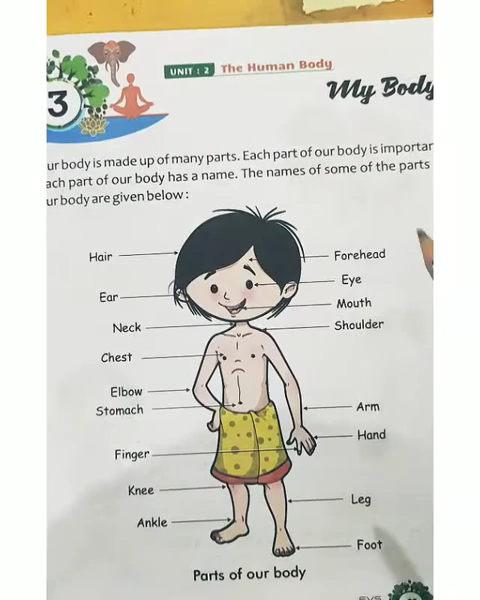 3
UNIT : 2 The Human Body
My Body
ur body is made up of many parts. Each part of our body is importan
ach part of our body has a name. The names of some of the parts
ur body are given below :
Hair
Forehead
Eye
Ear
Mouth
Neck
Shoulder
Chest
Elbow
Stomach
Arm
Hand
Finger
Knee
Leg
Ankle
Foot
Parts of our body
EVS